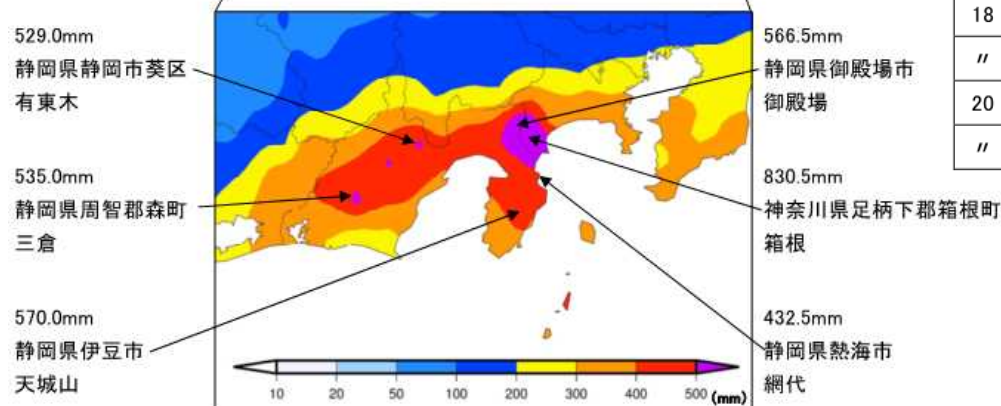 529.0mm
静岡県静岡市葵区
有東木
535.0mm
静岡県周智郡森町
三倉
570.0mm
静岡県伊豆市
天城山
566.5mm
静岡県御殿場市
御殿場
830.5mm
神奈川県足柄下郡箱根町
箱根
432.5mm
静岡県熱海市
網代
10 20 50 100 200 300 400 500 (mm)
18
〃
20
〃